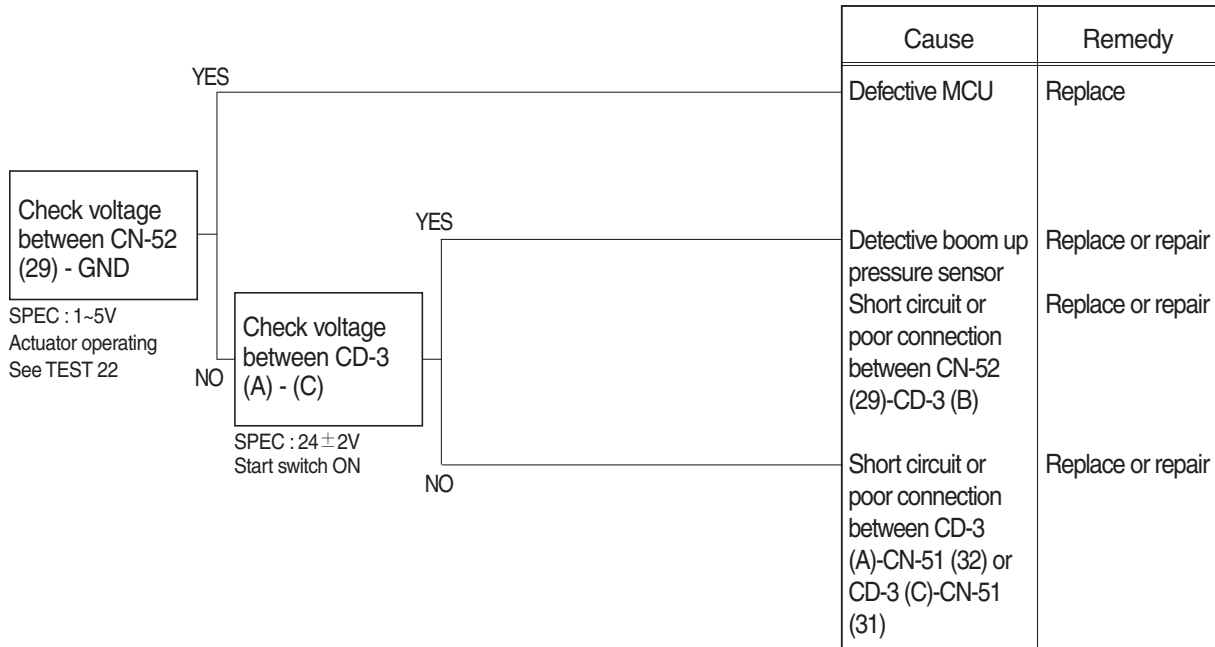 Cause
Remedy
YES
Defective MCU
Replace
Check voltage
between CN-52
(29) - GND
SPEC : 1~5V
Actuator operating
See TEST 22
NO
YES
Detective boom up
pressure sensor
Replace or repair
Short circuit or
poor connection
between CN-52
(29)-CD-3 (B)
Replace or repair
Check voltage
between CD-3
(A) - (C)
SPEC : 24±2V
Start switch ON
NO
Short circuit or
poor connection
between CD-3
(A)-CN-51 (32) or
CD-3 (C)-CN-51
(31)
Replace or repair